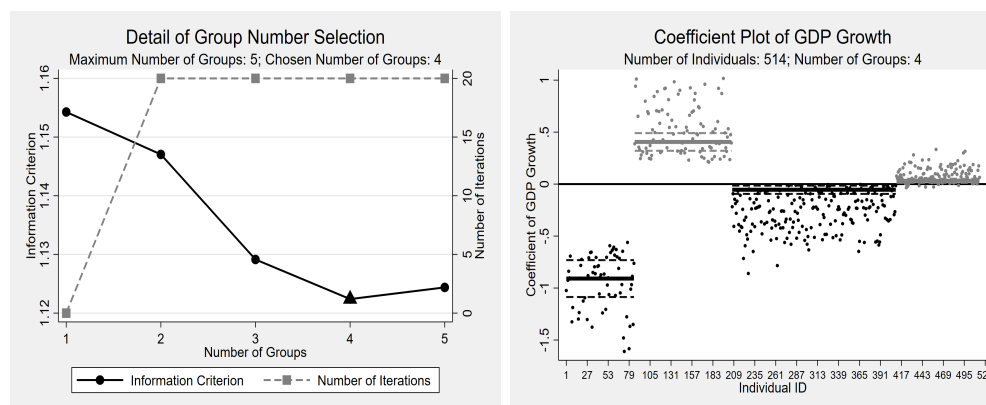 Detail of Group Number Selection
Maximum Number of Groups: 5; Chosen Number of Groups: 4
Information Criterion
1.16
1.15
1.14
1.13
1.12
20
15
10
5
0
Number of Iterations
1 2 3 4 5
Number of Groups
Information Criterion Number of Iterations
Coefficient Plot of GDP Growth
Number of Individuals: 514; Number of Groups: 4
Coefficient of GDP Growth
1
.5
0
-.5
-1
-1.5
1 27 53 79 105 131 157 183 209 235 261 287 313 339 365 391 417 443 469 495
Individual ID